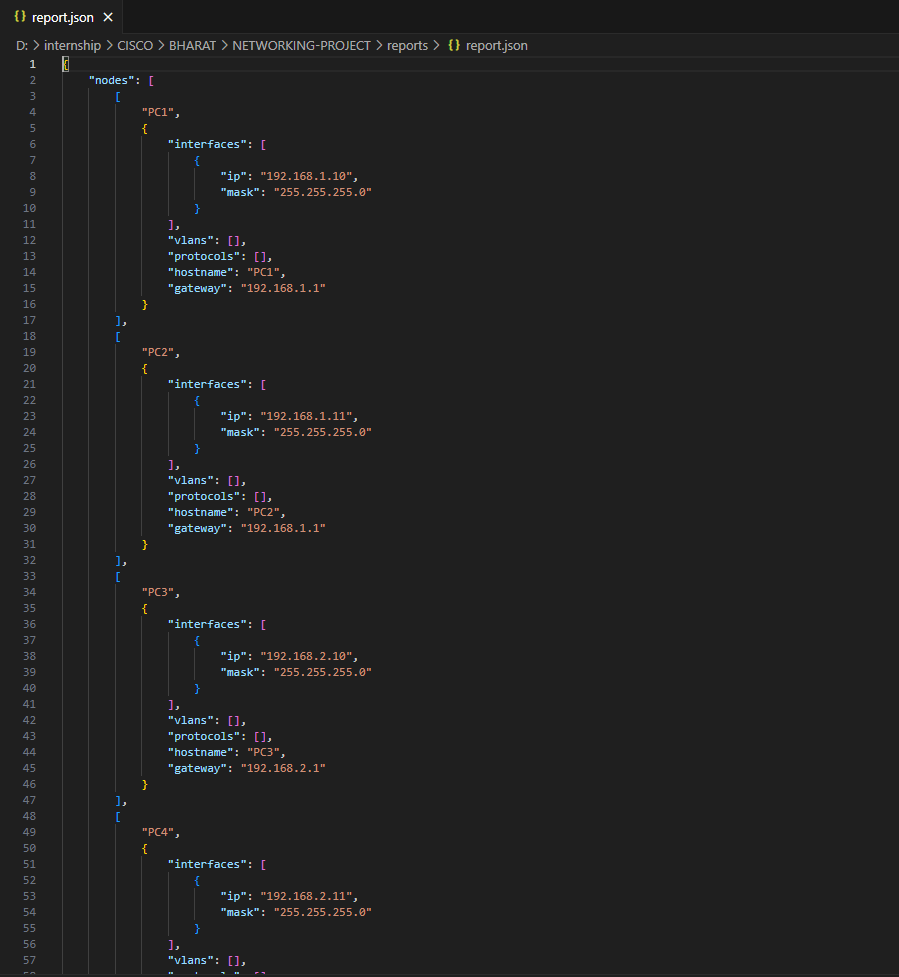 {} report.json ×
D: > internship > CISCO > BHARAT > NETWORKING-PROJECT > reports > {} report.json
1 {
2 "nodes": [
3 [
4 "PC1",
5 {
6 "interfaces": [
7 {
8 "ip": "192.168.1.10",
9 "mask": "255.255.255.0"
10 }
11 ],
12 "vlans": [],
13 "protocols": [],
14 "hostname": "PC1",
15 "gateway": "192.168.1.1"
16 }
17 ],
18 [
19 "PC2",
20 {
21 "interfaces": [
22 {
23 "ip": "192.168.1.11",
24 "mask": "255.255.255.0"
25 }
26 ],
27 "vlans": [],
28 "protocols": [],
29 "hostname": "PC2",
30 "gateway": "192.168.1.1"
31 }
32 ],
33 [
34 "PC3",
35 {
36 "interfaces": [
37 {
38 "ip": "192.168.2.10",
39 "mask": "255.255.255.0"
40 }
41 ],
42 "vlans": [],
43 "protocols": [],
44 "hostname": "PC3",
45 "gateway": "192.168.2.1"
46 }
47 ],
48 [
49 "PC4",
50 {
51 "interfaces": [
52 {
53 "ip": "192.168.2.11",
54 "mask": "255.255.255.0"
55 }
56 ],
57 "vlans": [],